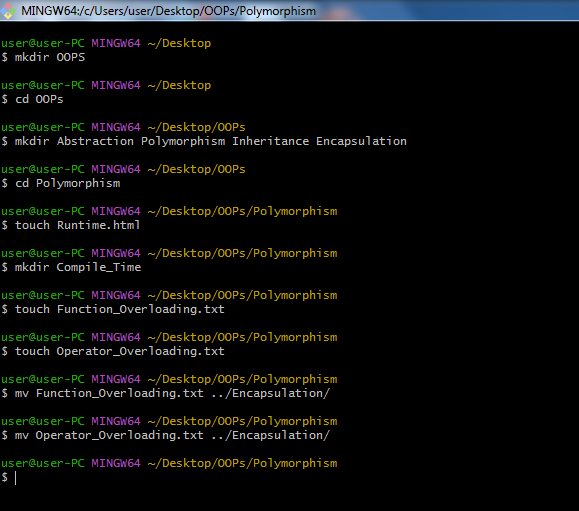 MINGW64:/c/Users/user/Desktop/OOPs/Polymorphism
user@user-PC MINGW64 ~/Desktop
$ mkdir OOPS
user@user-PC MINGW64 ~/Desktop
$ cd OOPs
user@user-PC MINGW64 ~/Desktop/OOPs
$ mkdir Abstraction Polymorphism Inheritance Encapsulation
user@user-PC MINGW64 ~/Desktop/OOPs
$ cd Polymorphism
user@user-PC MINGW64 ~/Desktop/OOPs/Polymorphism
$ touch Runtime.html
user@user-PC MINGW64 ~/Desktop/OOPs/Polymorphism
$ mkdir Compile_Time
user@user-PC MINGW64 ~/Desktop/OOPs/Polymorphism
$ touch Function_Overloading.txt
user@user-PC MINGW64 ~/Desktop/OOPs/Polymorphism
$ touch Operator_Overloading.txt
user@user-PC MINGW64 ~/Desktop/OOPs/Polymorphism
$ mv Function_Overloading.txt ../Encapsulation/
user@user-PC MINGW64 ~/Desktop/OOPs/Polymorphism
$ mv Operator_Overloading.txt ../Encapsulation/
user@user-PC MINGW64 ~/Desktop/OOPs/Polymorphism
$